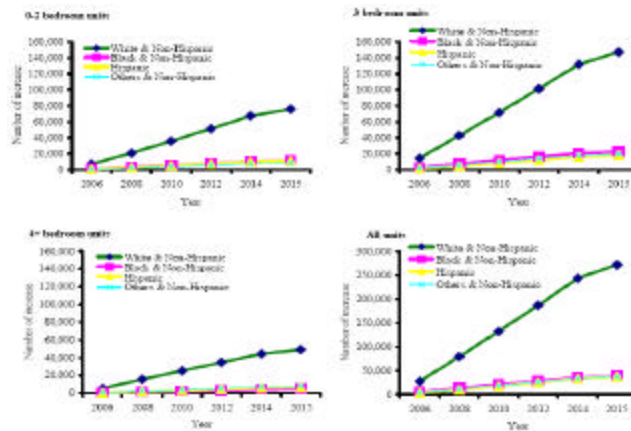 0-2 bedroom units
160,000
140,000
120,000
100,000
80,000
60,000
40,000
20,000
0
Number of increase
White & Non-Hispanic
Black & Non-Hispanic
Hispanic
Others & Non-Hispanic
2006 2008 2010 2012 2014 2015
Year
3 bedroom units
160,000
140,000
120,000
100,000
80,000
60,000
40,000
20,000
0
Number of increase
White & Non-Hispanic
Black & Non-Hispanic
Hispanic
Others & Non-Hispanic
2006 2008 2010 2012 2014 2015
Year
4+ bedroom units
160,000
140,000
120,000
100,000
80,000
60,000
40,000
20,000
0
Number of increase
White & Non-Hispanic
Black & Non-Hispanic
Hispanic
Others & Non-Hispanic
2006 2008 2010 2012 2014 2015
Year
All units
300,000
250,000
200,000
150,000
100,000
50,000
0
Number of increase
White & Non-Hispanic
Black & Non-Hispanic
Hispanic
Others & Non-Hispanic
2006 2008 2010 2012 2014 2015
Year